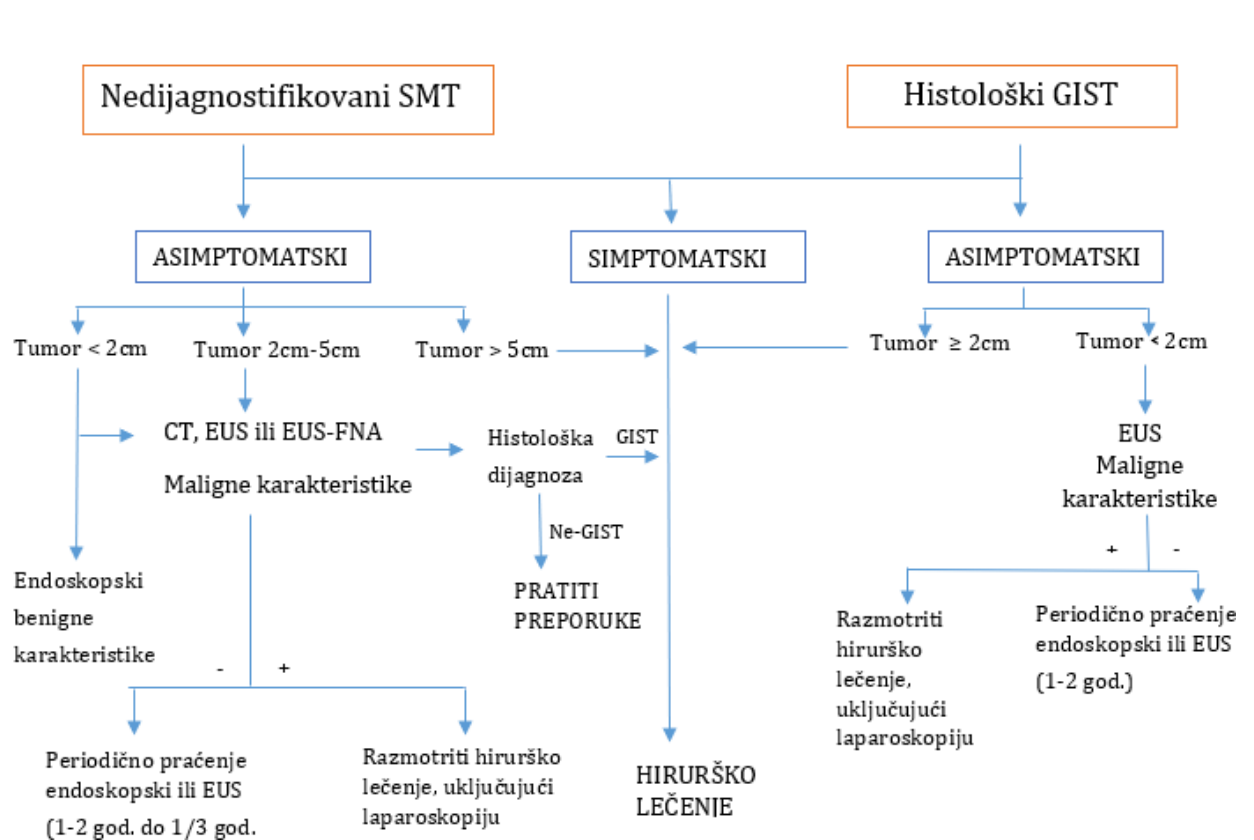 Nedijagnostifikovani SMT
Histološki GIST
ASIMPTOMATSKI
SIMPTOMATSKI
ASIMPTOMATSKI
Tumor < 2cm
Tumor 2cm-5cm
Tumor > 5cm
Tumor ≥ 2cm
Tumor < 2cm
CT, EUS ili EUS-FNA
Maligne karakteristike
Histološka
dijagnoza
GIST
Ne-GIST
PRATITI
PREPORUKE
EUS
Maligne
karakteristike
+ -
Endoskopski
benigne
karakteristike
- +
Razmotriti
hirurško
lečenje,
uključujući
laparoskopiju
Periodično praćenje
endoskopski ili EUS
(1-2 god.)
Periodično praćenje
endoskopski ili EUS
(1-2 god. do 1/3 god.
Razmotriti hirurško
lečenje, uključujući
laparoskopiju
HIRURŠKO
LEČENJE